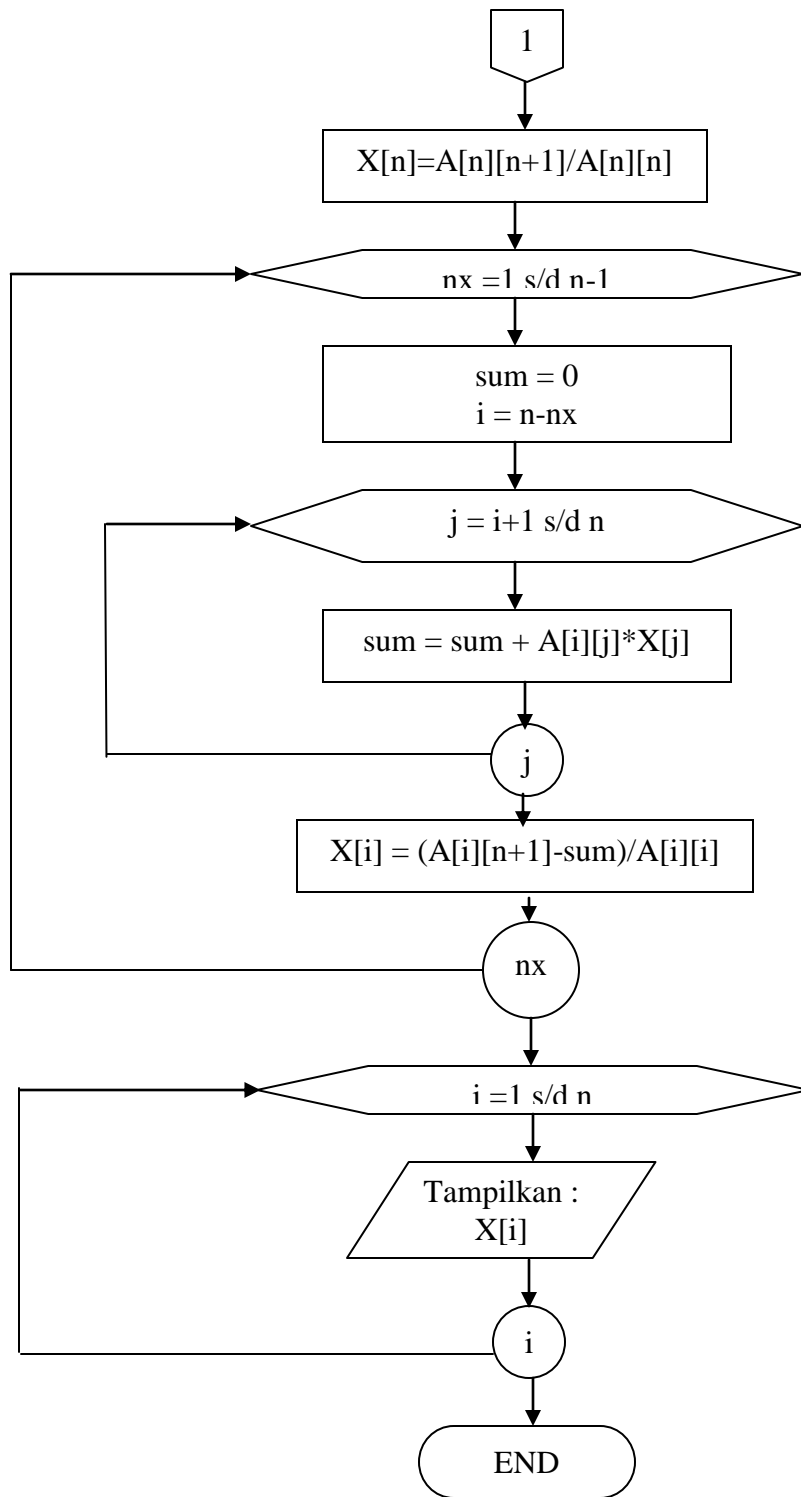 1
X[n]=A[n][n+1]/A[n][n]
nx =1 s/d n-1
sum = 0
i = n-nx
j = i+1 s/d n
sum = sum + A[i][j]*X[j]
j
X[i] = (A[i][n+1]-sum)/A[i][i]
nx
i =1 s/d n
Tampilkan :
X[i]
i
END